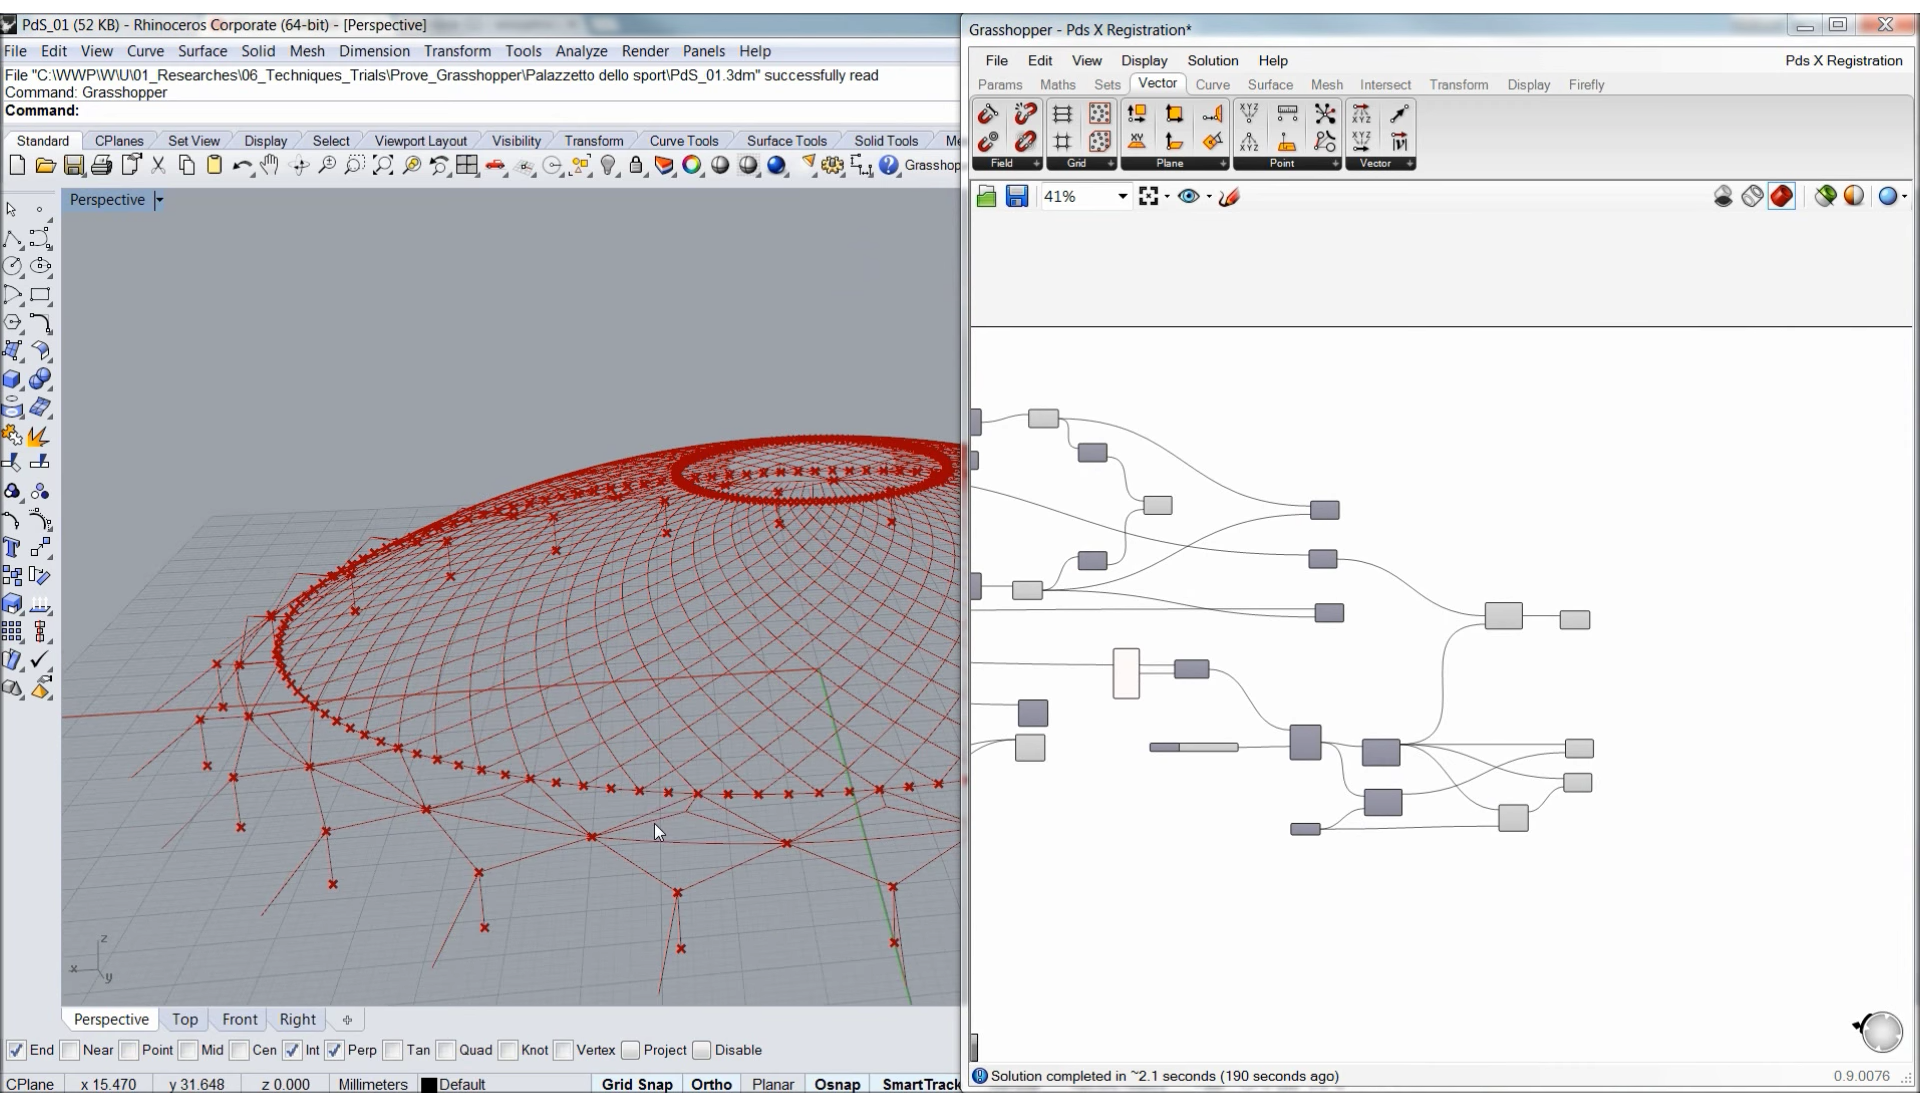 PdS_01 (52 KB) - Rhinoceros Corporate (64-bit) - [Perspective]
File Edit View Curve Surface Solid Mesh Dimension Transform Tools Analyze Render Panels Help
File "C:\WWP\W\U\01_Researches\06_Techniques_Trials\Prove_Grasshopper\Palazzetto dello sport\PdS_01.3dm" successfully read
Command: Grasshopper
Command:
Standard CPlanes Set View Display Select Viewport Layout Visibility Transform Curve Tools Surface Tools Solid Tools Me
Grasshop
Perspective
z
x
y
Perspective Top Front Right
End Near Point Mid Cen Int Perp Tan Quad Knot Vertex Project Disable
CPlane x 15.470 y 31.648 z 0.000 Millimeters Default Grid Snap Ortho Planar Osnap SmartTrack
Grasshopper - Pds X Registration*
File Edit View Display Solution Help Pds X Registration
Params Maths Sets Vector Curve Surface Mesh Intersect Transform Display Firefly
Field Grid Plane Point Vector
41%
Solution completed in ~2.1 seconds (190 seconds ago) 0.9.0076